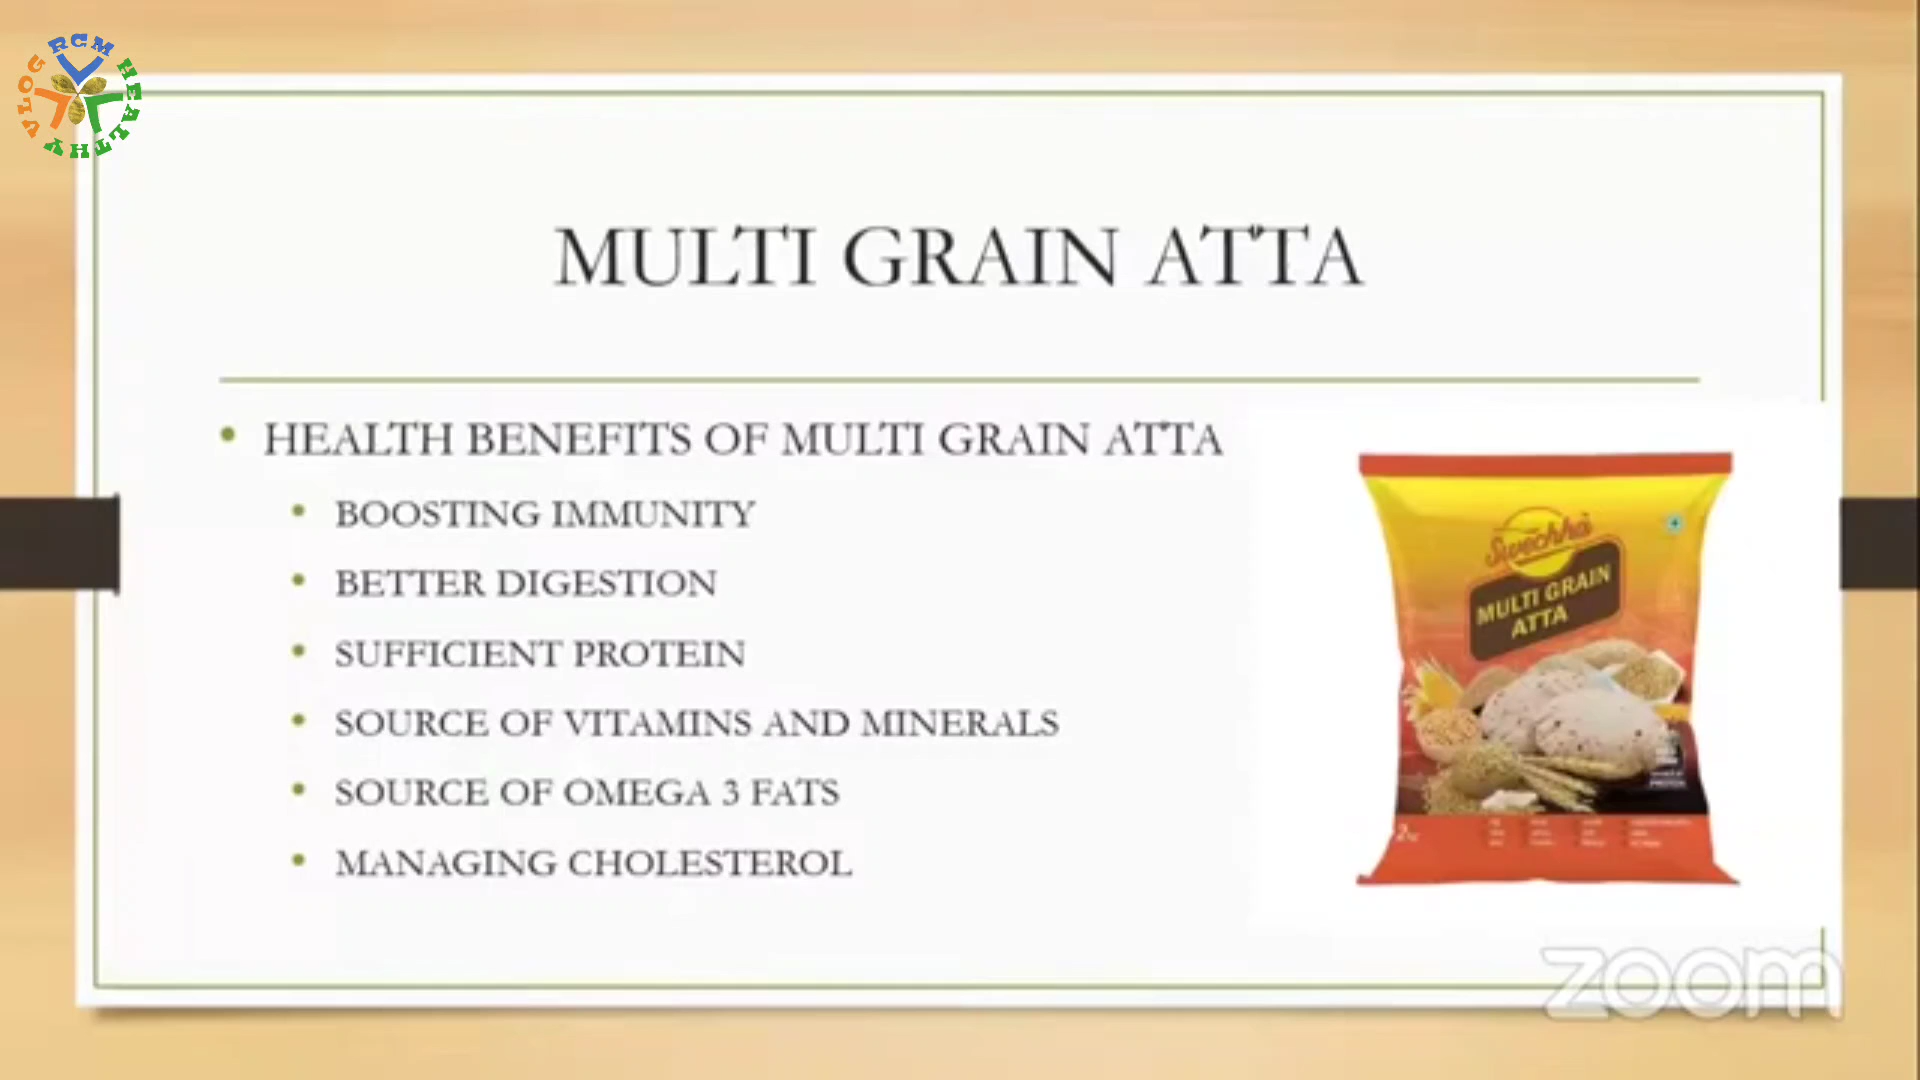 RCM HEALTHY VLOG
MULTI GRAIN ATTA
• HEALTH BENEFITS OF MULTI GRAIN ATTA
• BOOSTING IMMUNITY
• BETTER DIGESTION
• SUFFICIENT PROTEIN
• SOURCE OF VITAMINS AND MINERALS
• SOURCE OF OMEGA 3 FATS
• MANAGING CHOLESTEROL
Swechha
MULTI GRAIN
ATTA
zoom